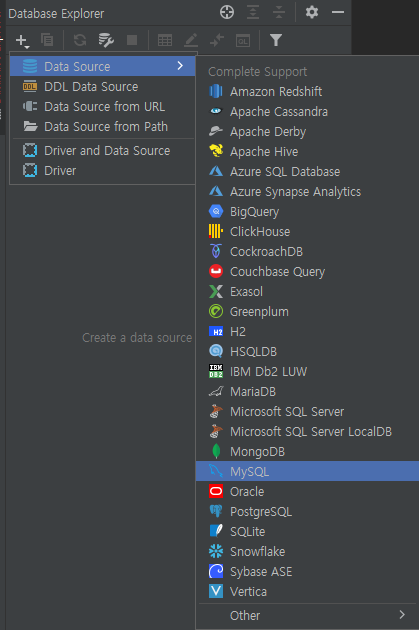 Database Explorer
Data Source
DDL Data Source
Data Source from URL
Data Source from Path
Driver and Data Source
Driver
Create a data source
Complete Support
Amazon Redshift
Apache Cassandra
Apache Derby
Apache Hive
Azure SQL Database
Azure Synapse Analytics
BigQuery
ClickHouse
CockroachDB
Couchbase Query
Exasol
Greenplum
H2
HSQLDB
IBM Db2 LUW
MariaDB
Microsoft SQL Server
Microsoft SQL Server LocalDB
MongoDB
MySQL
Oracle
PostgreSQL
SQLite
Snowflake
Sybase ASE
Vertica
Other